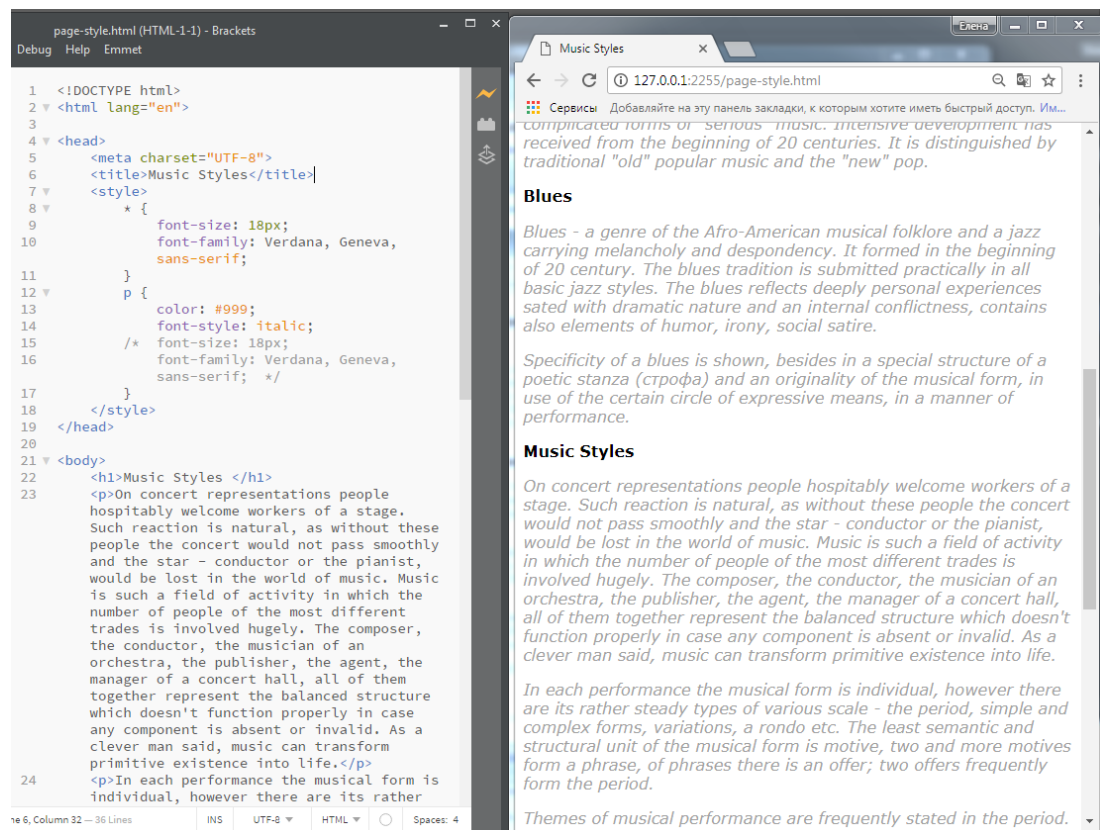 page-style.html (HTML-1-1) - Brackets
Debug Help Emmet
1 <!DOCTYPE html>
2 <html lang="en">
3
4 <head>
5 <meta charset="UTF-8">
6 <title>Music Styles</title>
7 <style>
8 * {
9 font-size: 18px;
10 font-family: Verdana, Geneva,
sans-serif;
11 }
12 p {
13 color: #999;
14 font-style: italic;
15 /* font-size: 18px;
16 font-family: Verdana, Geneva,
sans-serif; */
17 }
18 </style>
19 </head>
20
21 <body>
22 <h1>Music Styles </h1>
23 <p>On concert representations people
hospitably welcome workers of a stage.
Such reaction is natural, as without these
people the concert would not pass smoothly
and the star - conductor or the pianist,
would be lost in the world of music. Music
is such a field of activity in which the
number of people of the most different
trades is involved hugely. The composer,
the conductor, the musician of an
orchestra, the publisher, the agent, the
manager of a concert hall, all of them
together represent the balanced structure
which doesn't function properly in case
any component is absent or invalid. As a
clever man said, music can transform
primitive existence into life.</p>
24 <p>In each performance the musical form is
individual, however there are its rather
ne 6, Column 32 — 36 Lines
INS UTF-8 HTML Spaces: 4
Елена
Music Styles
127.0.0.1:2255/page-style.html
Сервисы Добавляйте на эту панель закладки, к которым хотите иметь быстрый доступ. Им...
complicated forms of "serious" music. Intensive development has
received from the beginning of 20 centuries. It is distinguished by
traditional "old" popular music and the "new" pop.
Blues
Blues - a genre of the Afro-American musical folklore and a jazz
carrying melancholy and despondency. It formed in the beginning
of 20 century. The blues tradition is submitted practically in all
basic jazz styles. The blues reflects deeply personal experiences
sated with dramatic nature and an internal conflictness, contains
also elements of humor, irony, social satire.
Specificity of a blues is shown, besides in a special structure of a
poetic stanza (строфа) and an originality of the musical form, in
use of the certain circle of expressive means, in a manner of
performance.
Music Styles
On concert representations people hospitably welcome workers of a
stage. Such reaction is natural, as without these people the concert
would not pass smoothly and the star - conductor or the pianist,
would be lost in the world of music. Music is such a field of activity
in which the number of people of the most different trades is
involved hugely. The composer, the conductor, the musician of an
orchestra, the publisher, the agent, the manager of a concert hall,
all of them together represent the balanced structure which doesn't
function properly in case any component is absent or invalid. As a
clever man said, music can transform primitive existence into life.
In each performance the musical form is individual, however there
are its rather steady types of various scale - the period, simple and
complex forms, variations, a rondo etc. The least semantic and
structural unit of the musical form is motive, two and more motives
form a phrase, of phrases there is an offer; two offers frequently
form the period.
Themes of musical performance are frequently stated in the period.